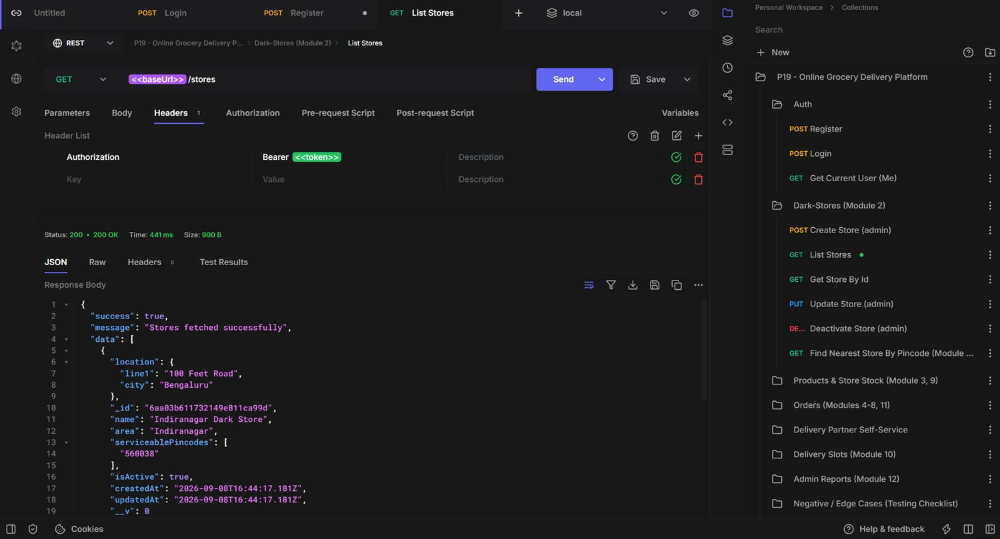 Untitled POST Login POST Register GET List Stores local
REST P19 - Online Grocery Delivery P... Dark-Stores (Module 2) List Stores
GET <<baseUrl>> /stores Send Save
Parameters Body Headers 1 Authorization Pre-request Script Post-request Script Variables
Header List
Authorization Bearer <<token>> Description
Key Value Description
Status: 200 • 200 OK Time: 441 ms Size: 900 B
JSON Raw Headers 8 Test Results
Response Body
1 {
2 "success": true,
3 "message": "Stores fetched successfully",
4 "data": [
5 {
6 "location": {
7 "line1": "100 Feet Road",
8 "city": "Bengaluru"
9 },
10 "_id": "6aa03b611732149e811ca99d",
11 "name": "Indiranagar Dark Store",
12 "area": "Indiranagar",
13 "serviceablePincodes": [
14 "560038"
15 ],
16 "isActive": true,
17 "createdAt": "2026-09-08T16:44:17.181Z",
18 "updatedAt": "2026-09-08T16:44:17.181Z",
19 "__v": 0
Personal Workspace Collections
Search
New
P19 - Online Grocery Delivery Platform
Auth
POST Register
POST Login
GET Get Current User (Me)
Dark-Stores (Module 2)
POST Create Store (admin)
GET List Stores
GET Get Store By Id
PUT Update Store (admin)
DE... Deactivate Store (admin)
GET Find Nearest Store By Pincode (Module ...
Products & Store Stock (Module 3, 9)
Orders (Modules 4-8, 11)
Delivery Partner Self-Service
Delivery Slots (Module 10)
Admin Reports (Module 12)
Negative / Edge Cases (Testing Checklist)
Cookies Help & feedback